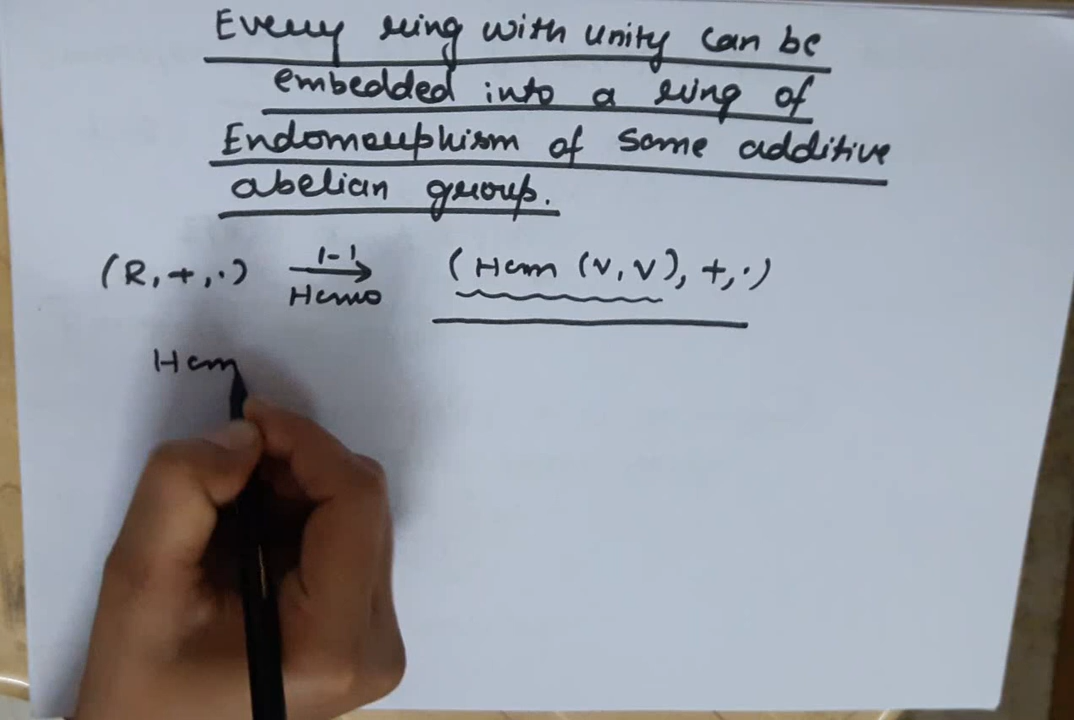 Every ring with unity can be
embedded into a ring of
Endomorphism of some additive
abelian group.
(R, +, ·) 1-1 → Homo (Hom (V, V), +, ·)
Hom